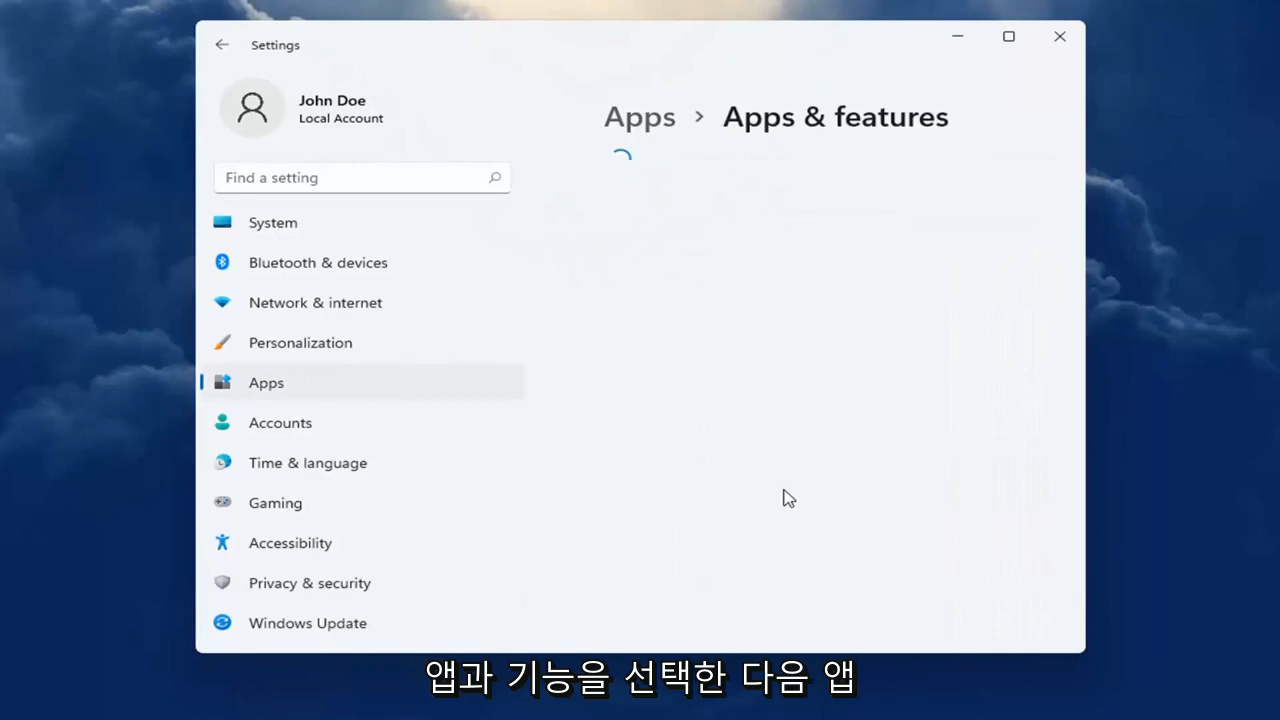 Settings
John Doe
Local Account
Apps > Apps & features
Find a setting
System
Bluetooth & devices
Network & internet
Personalization
Apps
Accounts
Time & language
Gaming
Accessibility
Privacy & security
Windows Update
앱과 기능을 선택한 다음 앱